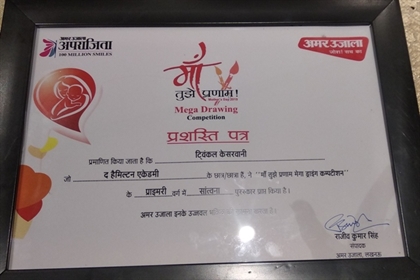 अमर उजाला
अपराजिता
100 MILLION SMILES
अमर उजाला
माँ
तुझे प्रणाम!
Mega Drawing
Competition
प्रशस्ति पत्र
प्रमाणित किया जाता है कि ट्विंकल केसरवानी
जो द हैमिल्टन एकेडमी के छात्र/छात्रा हैं, ने "माँ तुझे प्रणाम मेगा ड्राइंग कम्पटीशन"
के प्राइमरी वर्ग में सांत्वना पुरस्कार प्राप्त किया है।
अमर उजाला इनके उज्ज्वल
राजीव कुमार सिंह
संपादक
अमर उजाला, लखनऊ